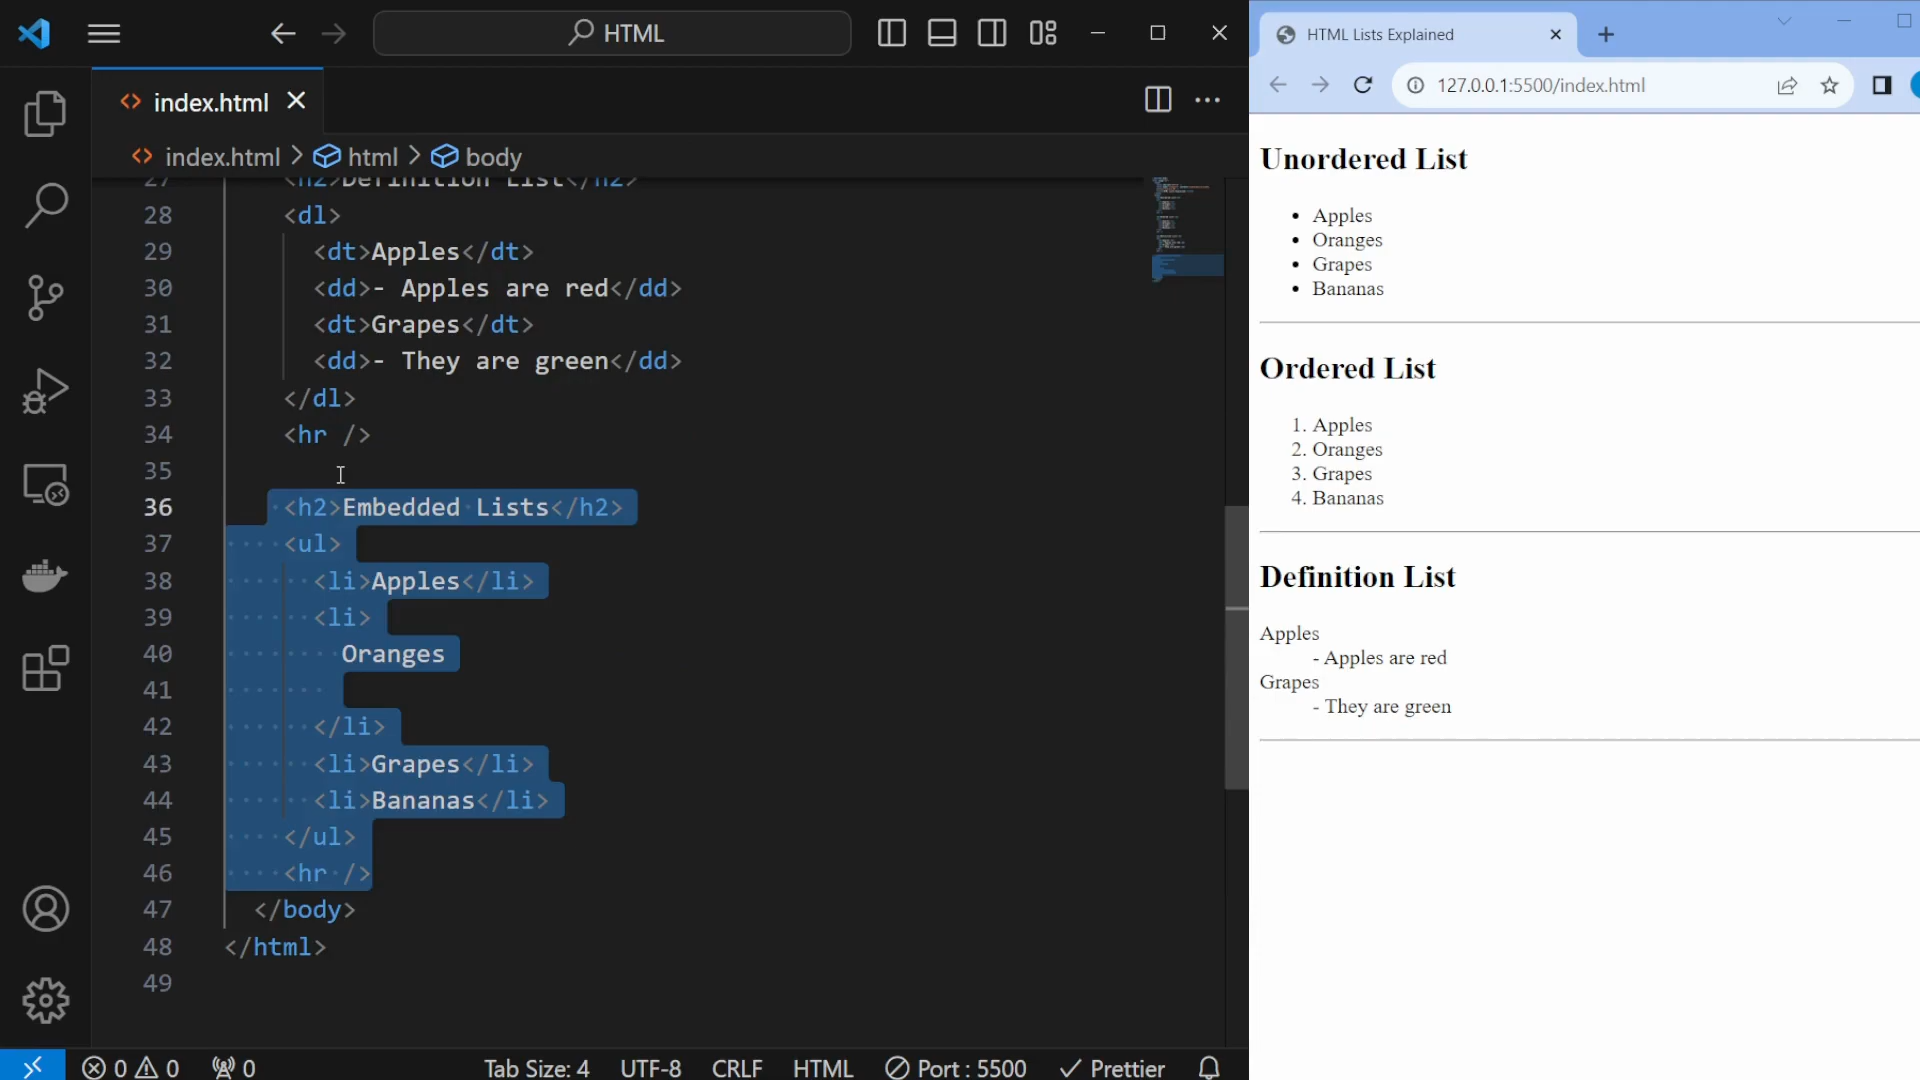 HTML
index.html
index.html > html > body
27 <h2>Definition List</h2>
28 <dl>
29 <dt>Apples</dt>
30 <dd>- Apples are red</dd>
31 <dt>Grapes</dt>
32 <dd>- They are green</dd>
33 </dl>
34 <hr />
35
36 <h2>Embedded Lists</h2>
37 <ul>
38 <li>Apples</li>
39 <li>
40 Oranges
41
42 </li>
43 <li>Grapes</li>
44 <li>Bananas</li>
45 </ul>
46 <hr />
47 </body>
48 </html>
49
0 0 0 Tab Size: 4 UTF-8 CRLF HTML Port : 5500 Prettier
HTML Lists Explained
127.0.0.1:5500/index.html
Unordered List
• Apples
• Oranges
• Grapes
• Bananas
Ordered List
1. Apples
2. Oranges
3. Grapes
4. Bananas
Definition List
Apples
- Apples are red
Grapes
- They are green